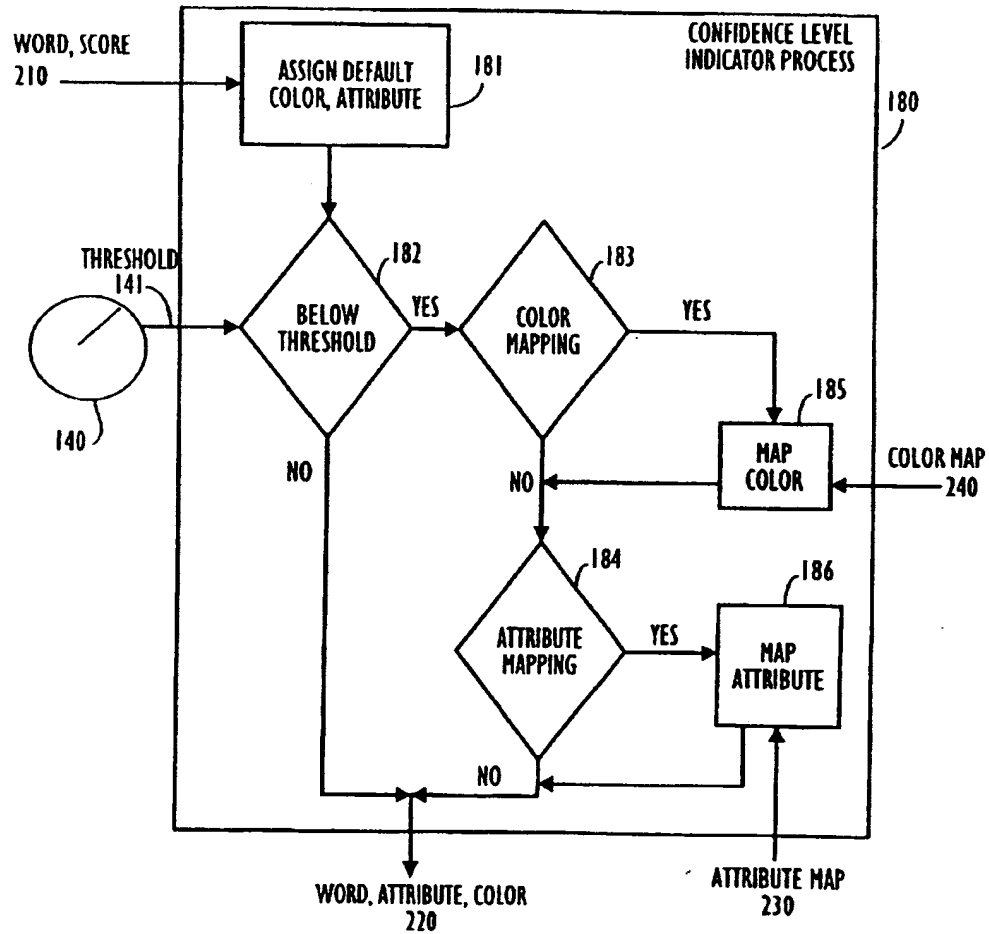 CONFIDENCE LEVEL
INDICATOR PROCESS
WORD, SCORE
210
ASSIGN DEFAULT
COLOR, ATTRIBUTE
181
180
THRESHOLD
141
182
BELOW
THRESHOLD
YES
183
COLOR
MAPPING
YES
140
NO
185
MAP
COLOR
COLOR MAP
240
NO
184
ATTRIBUTE
MAPPING
YES
186
MAP
ATTRIBUTE
NO
WORD, ATTRIBUTE, COLOR
220
ATTRIBUTE MAP
230